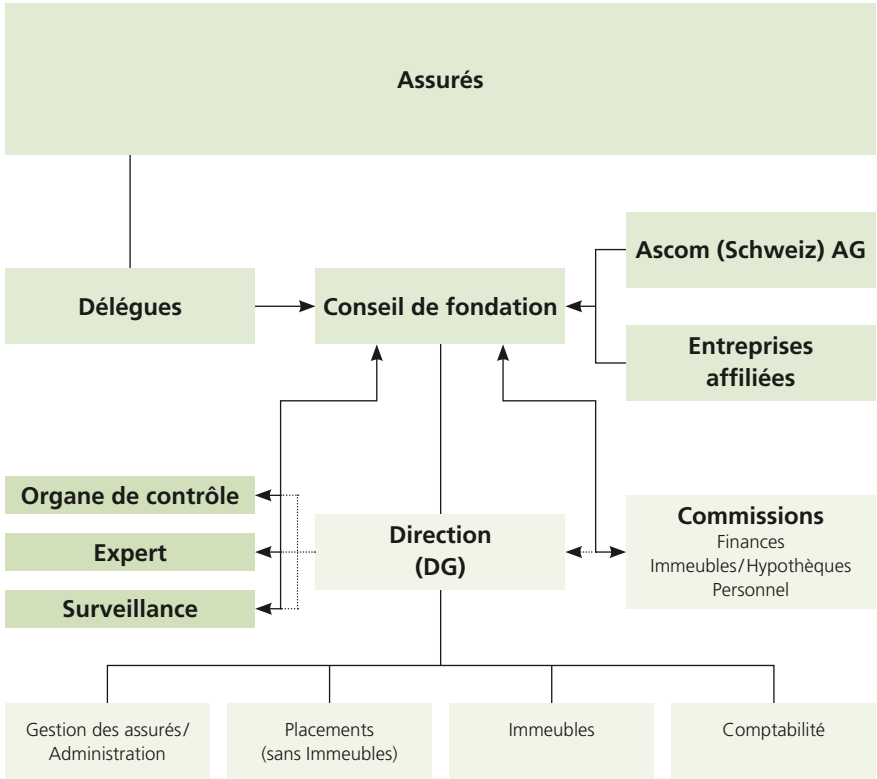 Assurés
Ascom (Schweiz) AG
Délégues
Conseil de fondation
Entreprises
affiliées
Organe de contrôle
Expert
Surveillance
Direction
(DG)
Commissions
Finances
Immeubles/Hypothèques
Personnel
Gestion des assurés/
Administration
Placements
(sans Immeubles)
Immeubles
Comptabilité